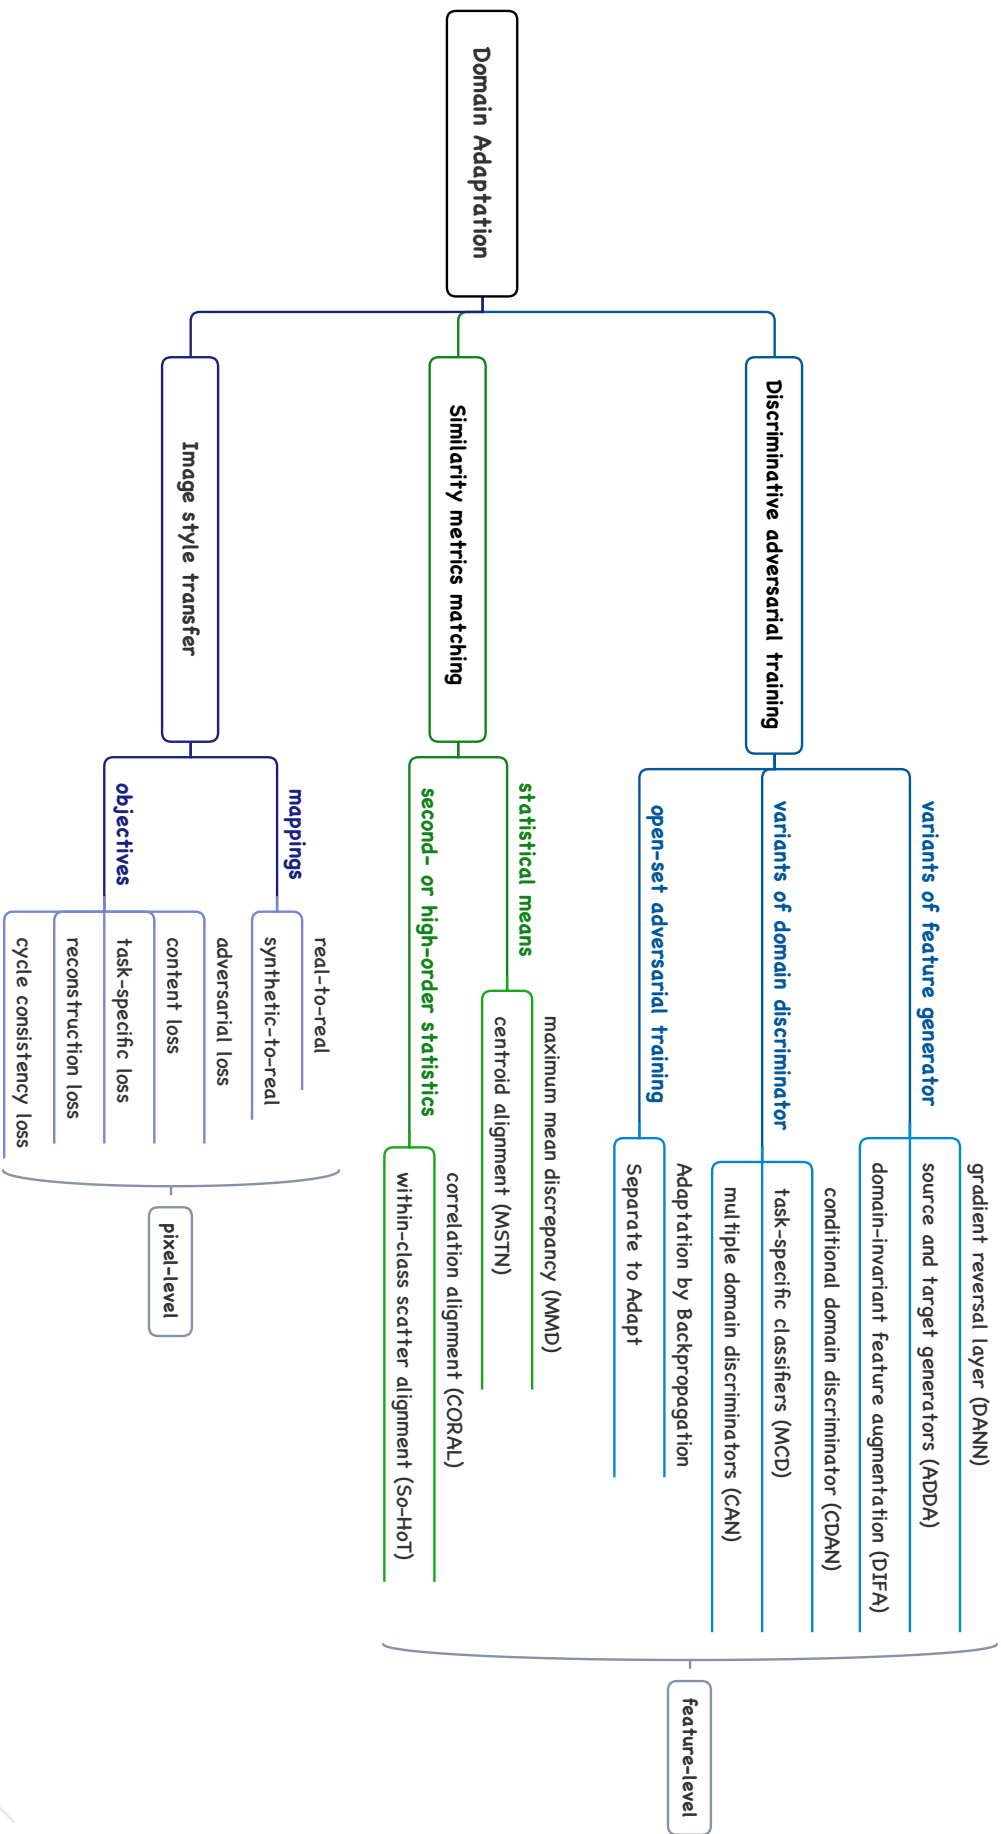 Domain Adaptation
Discriminative adversarial training
variants of feature generator
gradient reversal layer (DANN)
source and target generators (ADDA)
domain-invariant feature augmentation (DIFA)
variants of domain discriminator
conditional domain discriminator (CDAN)
task-specific classifiers (MCD)
multiple domain discriminators (CAN)
open-set adversarial training
Adaptation by Backpropagation
Separate to Adapt
Similarity metrics matching
statistical means
maximum mean discrepancy (MMD)
centroid alignment (MSTN)
second- or high-order statistics
correlation alignment (CORAL)
within-class scatter alignment (So-HoT)
feature-level
Image style transfer
mappings
real-to-real
synthetic-to-real
objectives
adversarial loss
content loss
task-specific loss
reconstruction loss
cycle consistency loss
pixel-level